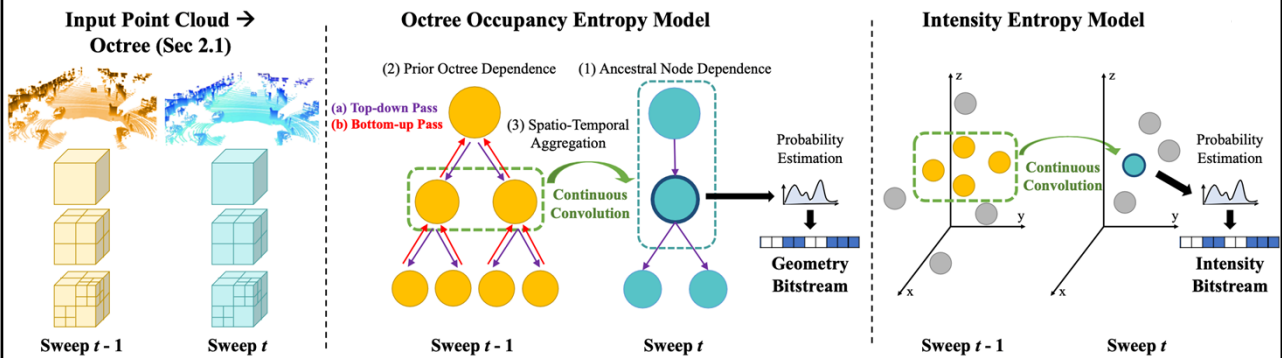 Input Point Cloud →
Octree (Sec 2.1)
Sweep t - 1
Sweep t
Octree Occupancy Entropy Model
(2) Prior Octree Dependence
(1) Ancestral Node Dependence
(a) Top-down Pass
(b) Bottom-up Pass
(3) Spatio-Temporal
Aggregation
Continuous
Convolution
Probability
Estimation
Geometry
Bitstream
Sweep t - 1
Sweep t
Intensity Entropy Model
z
y
x
Continuous
Convolution
z
y
x
Probability
Estimation
Intensity
Bitstream
Sweep t - 1
Sweep t